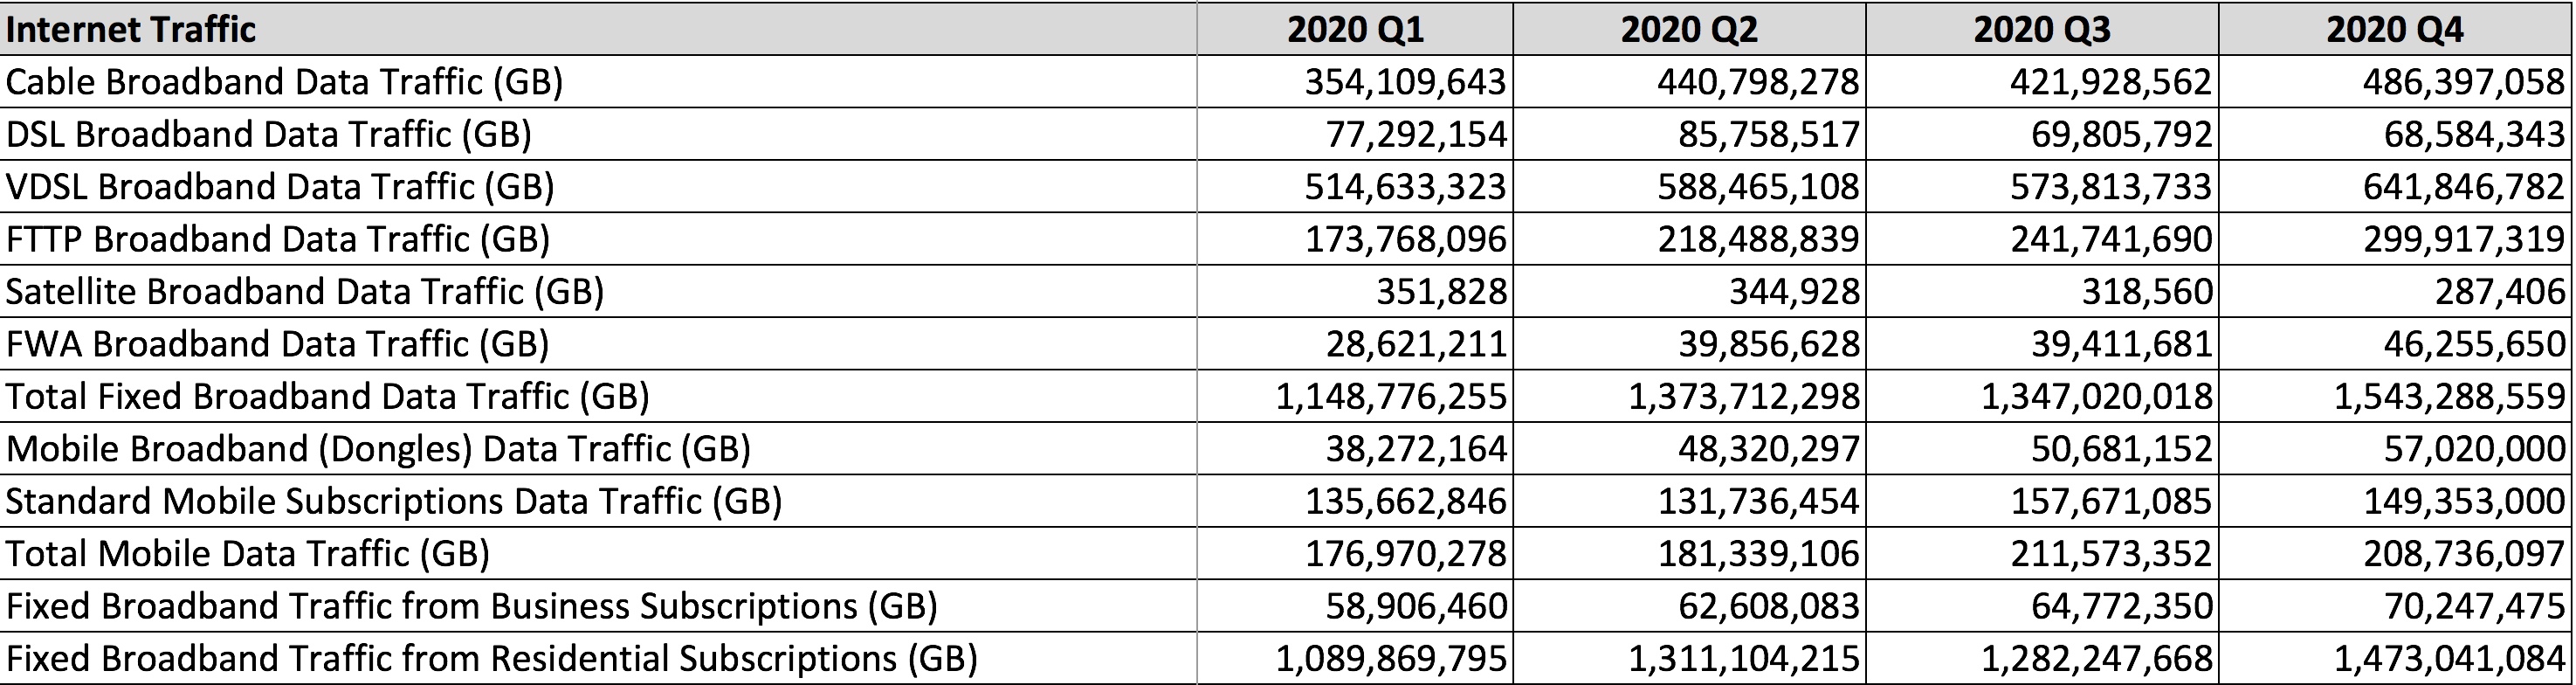 Internet Traffic 2020 Q1 2020 Q2 2020 Q3 2020 Q4
Cable Broadband Data Traffic (GB) 354,109,643 440,798,278 421,928,562 486,397,058
DSL Broadband Data Traffic (GB) 77,292,154 85,758,517 69,805,792 68,584,343
VDSL Broadband Data Traffic (GB) 514,633,323 588,465,108 573,813,733 641,846,782
FTTP Broadband Data Traffic (GB) 173,768,096 218,488,839 241,741,690 299,917,319
Satellite Broadband Data Traffic (GB) 351,828 344,928 318,560 287,406
FWA Broadband Data Traffic (GB) 28,621,211 39,856,628 39,411,681 46,255,650
Total Fixed Broadband Data Traffic (GB) 1,148,776,255 1,373,712,298 1,347,020,018 1,543,288,559
Mobile Broadband (Dongles) Data Traffic (GB) 38,272,164 48,320,297 50,681,152 57,020,000
Standard Mobile Subscriptions Data Traffic (GB) 135,662,846 131,736,454 157,671,085 149,353,000
Total Mobile Data Traffic (GB) 176,970,278 181,339,106 211,573,352 208,736,097
Fixed Broadband Traffic from Business Subscriptions (GB) 58,906,460 62,608,083 64,772,350 70,247,475
Fixed Broadband Traffic from Residential Subscriptions (GB) 1,089,869,795 1,311,104,215 1,282,247,668 1,473,041,084